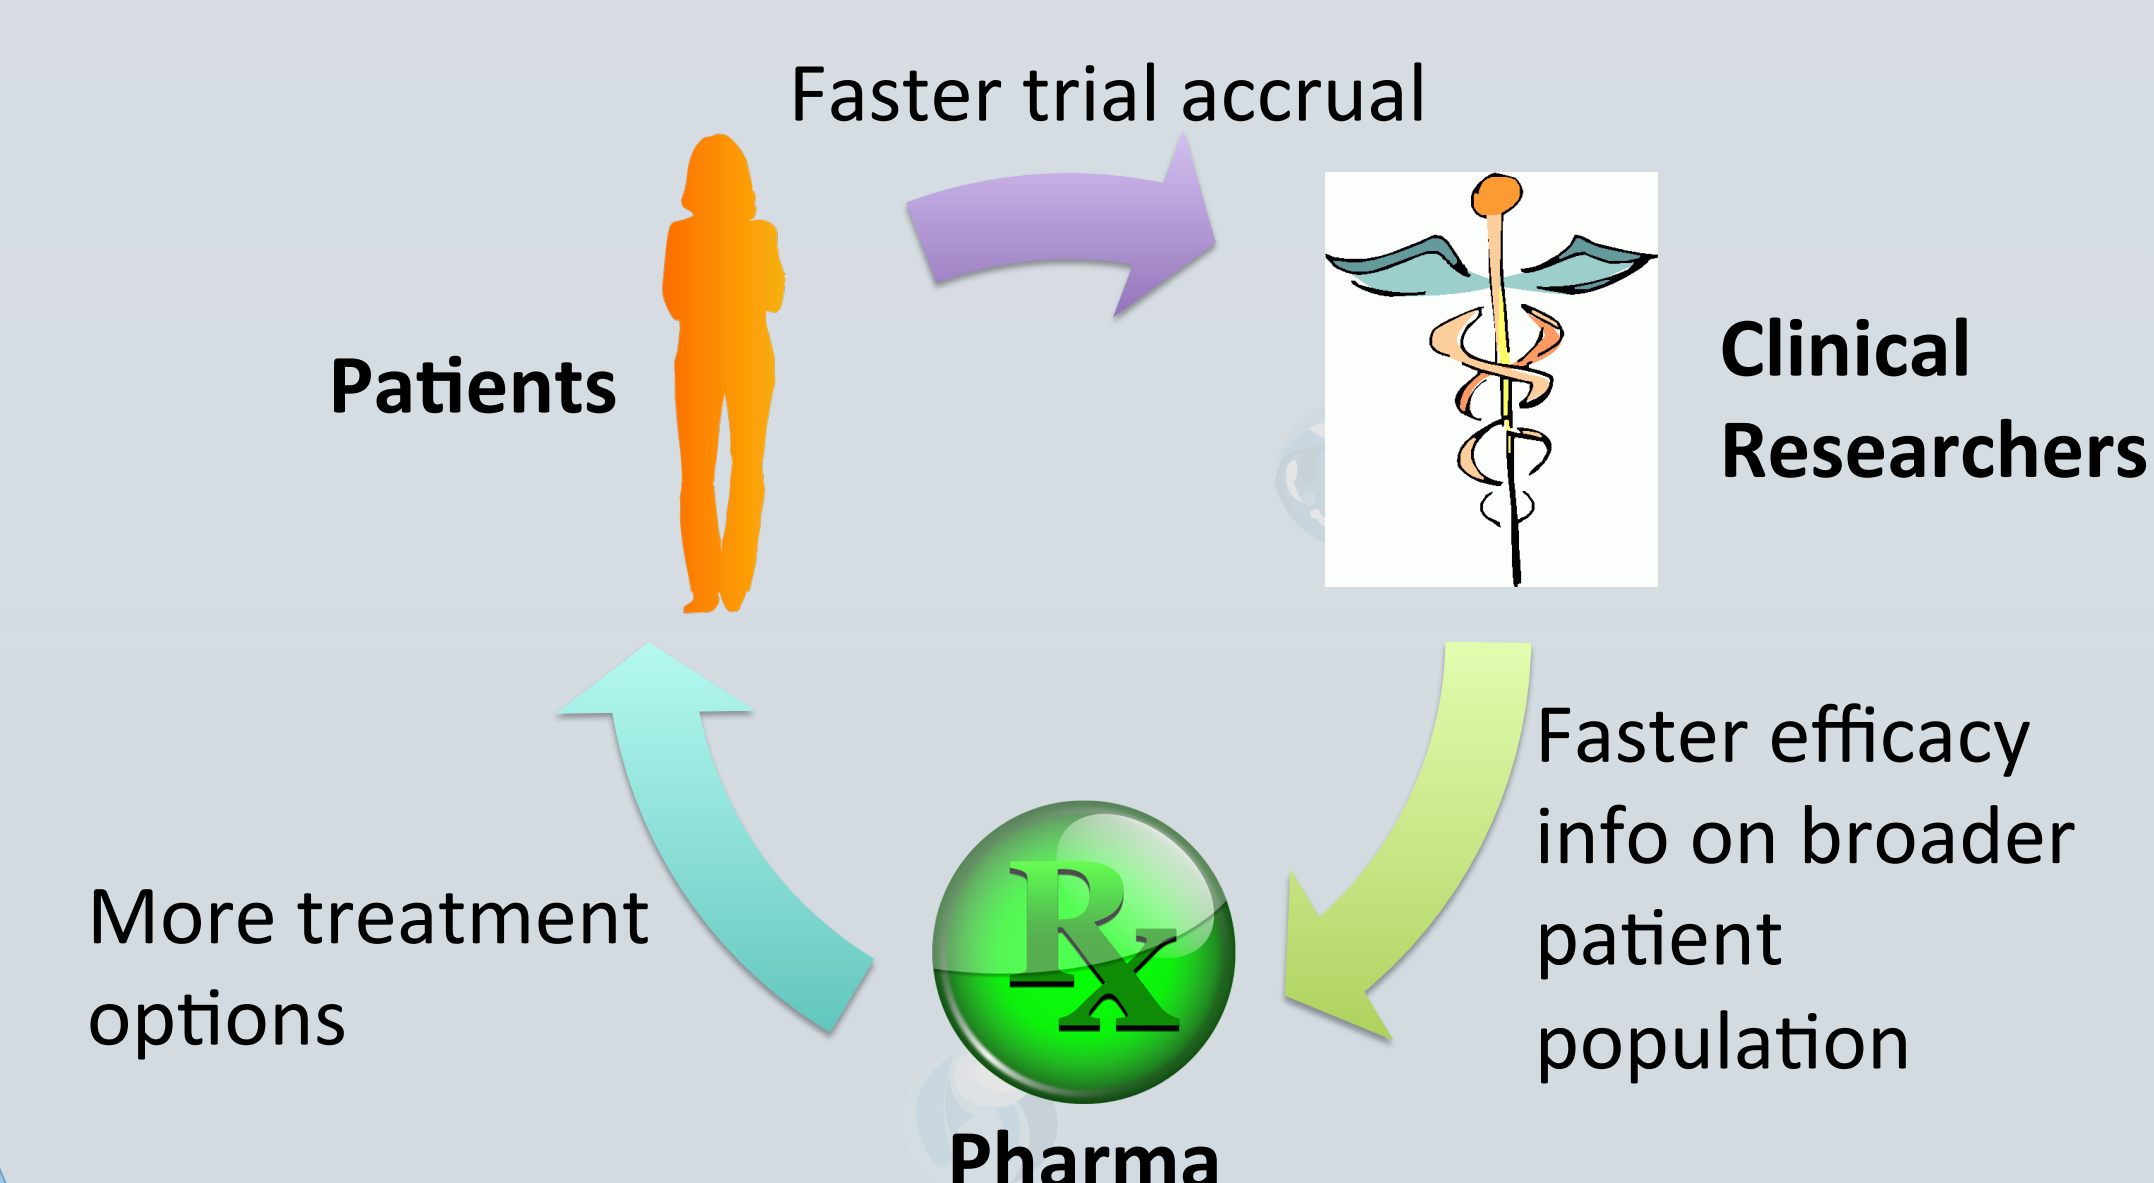 Faster trial accrual
Patients
Clinical
Researchers
Faster efficacy
info on broader
patient
population
More treatment
options
Rx
Pharma